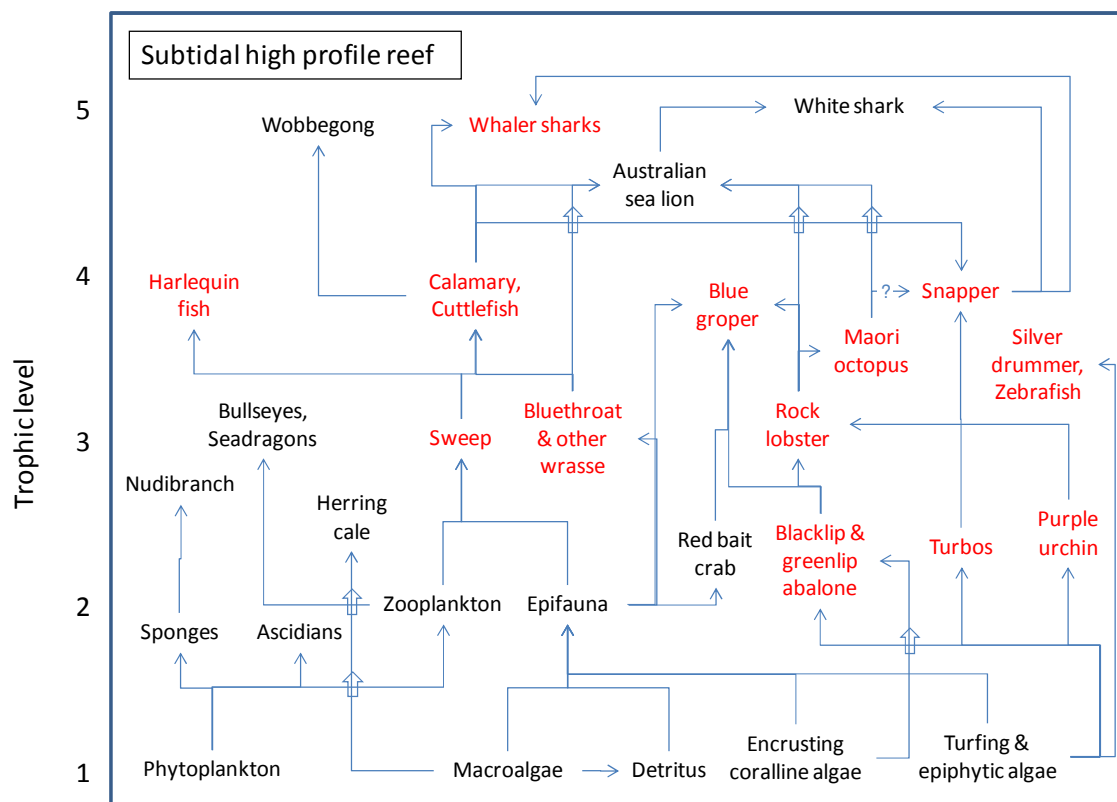 Subtidal high profile reef
5
White shark
Wobbegong
Whaler sharks
Australian
sea lion
4
Harlequin
fish
Calamary,
Cuttlefish
Blue
groper
?
Snapper
Maori
octopus
Silver
drummer,
Zebrafish
Trophic level
3
Bullseyes,
Seadragons
Sweep
Bluethroat
& other
wrasse
Rock
lobster
Nudibranch
Herring
cale
Red bait
crab
Blacklip &
greenlip
abalone
Turbos
Purple
urchin
2
Zooplankton
Epifauna
Sponges
Ascidians
1
Phytoplankton
Macroalgae
Detritus
Encrusting
coralline algae
Turfing &
epiphytic algae